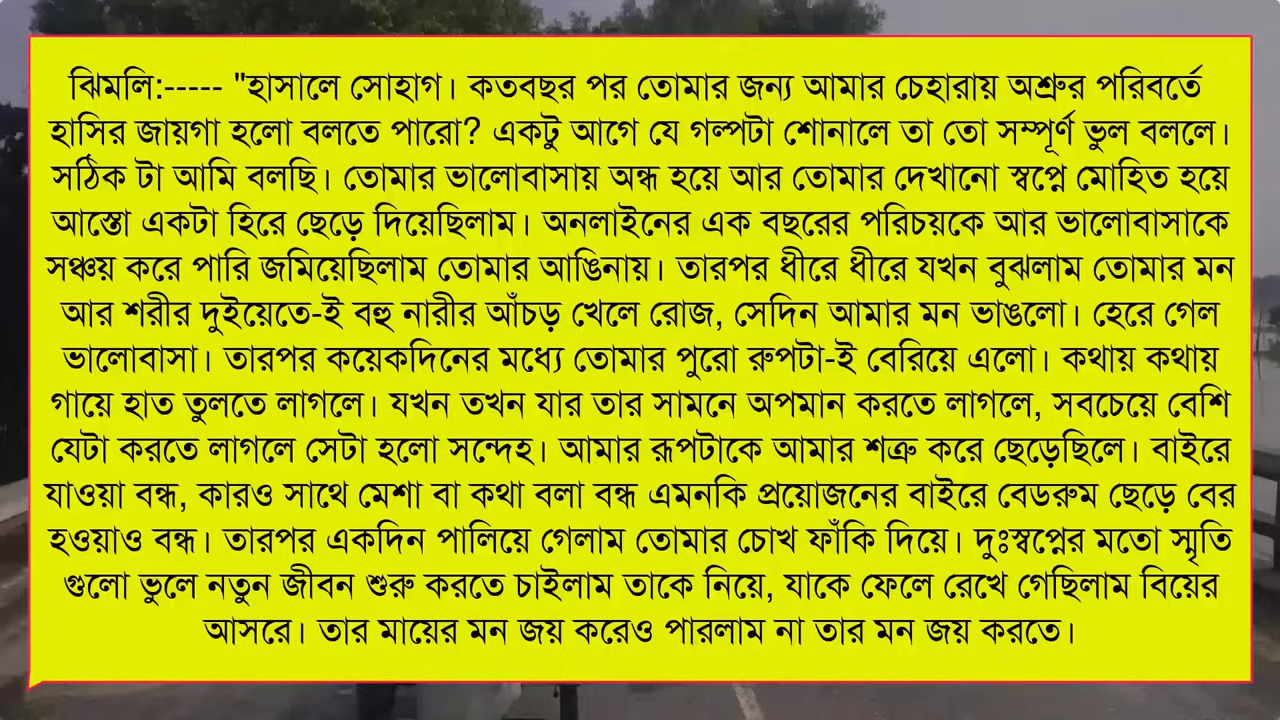 ঝিমলি:----- "হাসালে সোহাগ। কতবছর পর তোমার জন্য আমার চেহারায় অশ্রুর পরিবর্তে
হাসির জায়গা হলো বলতে পারো? একটু আগে যে গল্পটা শোনালে তা তো সম্পূর্ণ ভুল বললে।
সঠিক টা আমি বলছি। তোমার ভালোবাসায় অন্ধ হয়ে আর তোমার দেখানো স্বপ্নে মোহিত হয়ে
আস্তো একটা হিরে ছেড়ে দিয়েছিলাম। অনলাইনের এক বছরের পরিচয়কে আর ভালোবাসাকে
সঞ্চয় করে পারি জমিয়েছিলাম তোমার আঙিনায়। তারপর ধীরে ধীরে যখন বুঝলাম তোমার মন
আর শরীর দুইয়েতে-ই বহু নারীর আঁচড় খেলে রোজ, সেদিন আমার মন ভাঙলো। হেরে গেল
ভালোবাসা। তারপর কয়েকদিনের মধ্যে তোমার পুরো রুপটা-ই বেরিয়ে এলো। কথায় কথায়
গায়ে হাত তুলতে লাগলে। যখন তখন যার তার সামনে অপমান করতে লাগলে, সবচেয়ে বেশি
যেটা করতে লাগলে সেটা হলো সন্দেহ। আমার রূপটাকে আমার শত্রু করে ছেড়েছিলে। বাইরে
যাওয়া বন্ধ, কারও সাথে মেশা বা কথা বলা বন্ধ এমনকি প্রয়োজনের বাইরে বেডরুম ছেড়ে বের
হওয়াও বন্ধ। তারপর একদিন পালিয়ে গেলাম তোমার চোখ ফাঁকি দিয়ে। দুঃস্বপ্নের মতো স্মৃতি
গুলো ভুলে নতুন জীবন শুরু করতে চাইলাম তাকে নিয়ে, যাকে ফেলে রেখে গেছিলাম বিয়ের
আসরে। তার মায়ের মন জয় করেও পারলাম না তার মন জয় করতে।